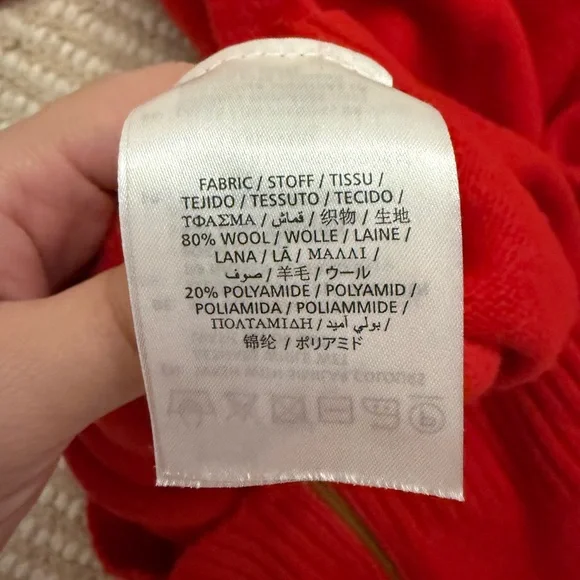 FABRIC / STOFF / TISSU /
TEJIDO / TESSUTO / TECIDO /
ΤΦΑΣΜΑ / قماش / 织物 / 生地
80% WOOL / WOLLE / LAINE /
LANA / LÃ / ΜΑΛΛΙ /
صوف / 羊毛 / ウール
20% POLYAMIDE / POLYAMID /
POLIAMIDA / POLIAMMIDE /
ΠΟΛΤΑΜΙΔΗ / بولي أميد /
锦纶 / ポリアミド